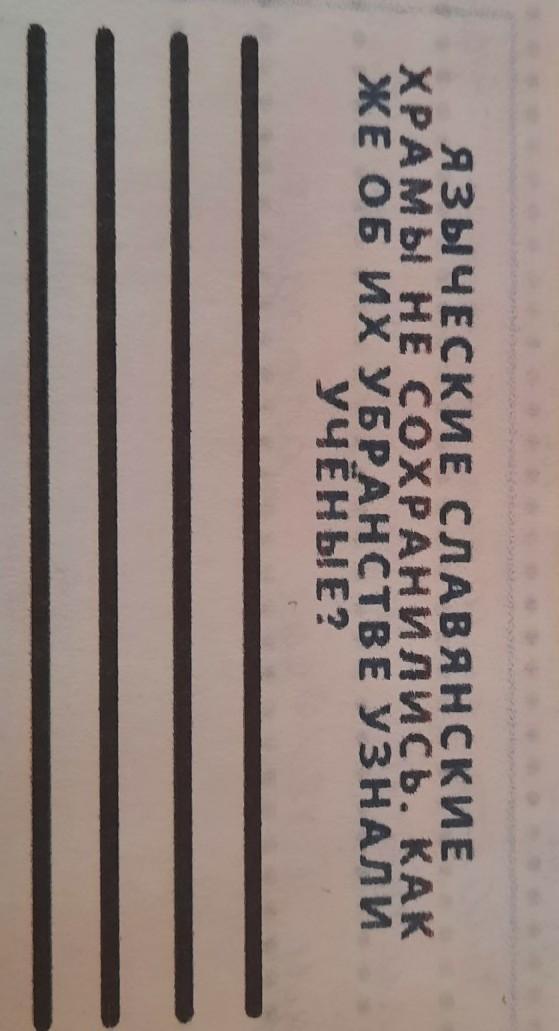 ЯЗЫЧЕСКИЕ СЛАВЯНСКИЕ
ХРАМЫ НЕ СОХРАНИЛИСЬ. КАК
ЖЕ ОБ ИХ УБРАНСТВЕ УЗНАЛИ
УЧЁНЫЕ?